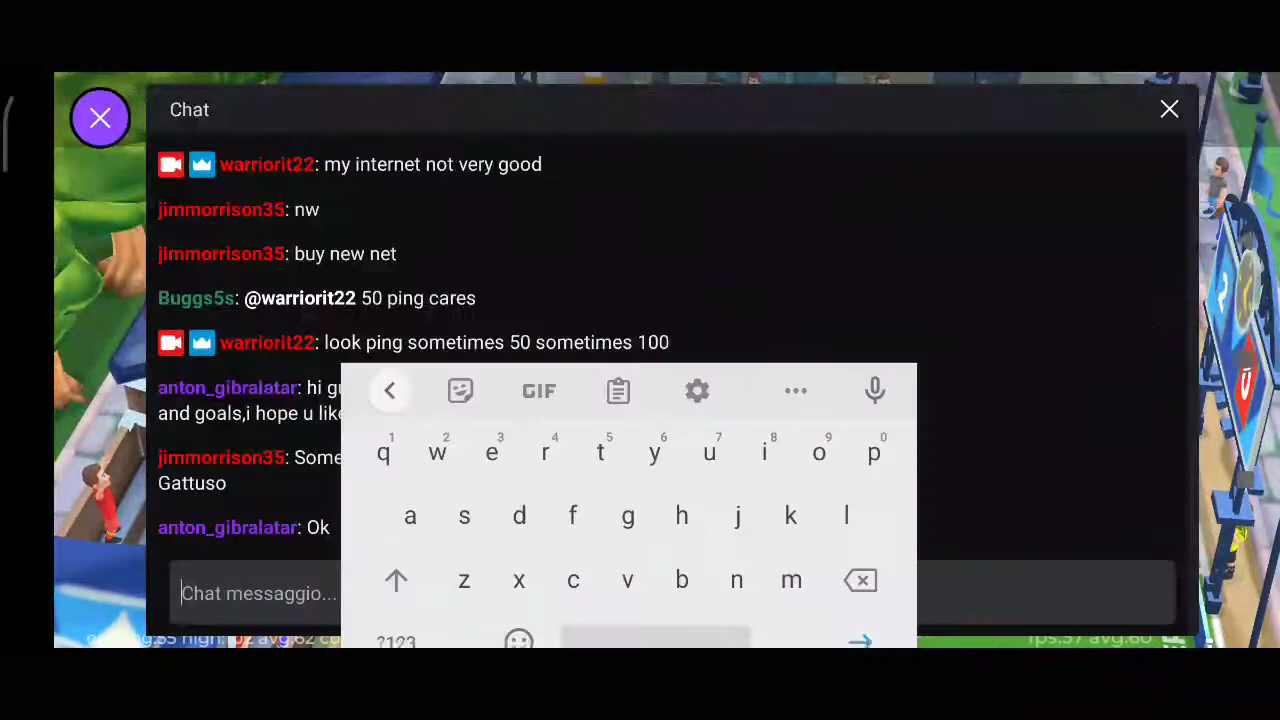 Chat
warriorit22: my internet not very good
jimmorrison35: nw
jimmorrison35: buy new net
Buggs5s: @warriorit22 50 ping cares
warriorit22: look ping sometimes 50 sometimes 100
anton_gibralatar: hi
and goals,i hope u like
jimmorrison35: Some
Gattuso
anton_gibralatar: Ok
Chat messaggio...
GIF
1 2 3 4 5 6 7 8 9 0
q w e r t y u i o p
a s d f g h j k l
z x c v b n m
?123